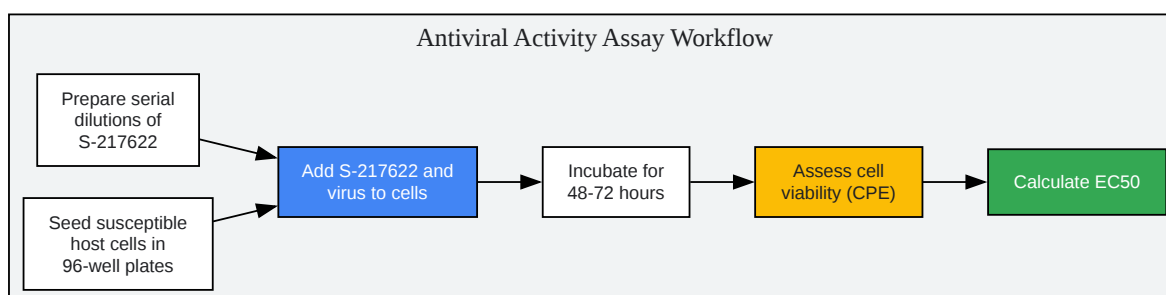 Antiviral Activity Assay Workflow
Prepare serial
dilutions of
S-217622
Seed susceptible
host cells in
96-well plates
Add S-217622 and
virus to cells
Incubate for
48-72 hours
Assess cell
viability (CPE)
Calculate EC50